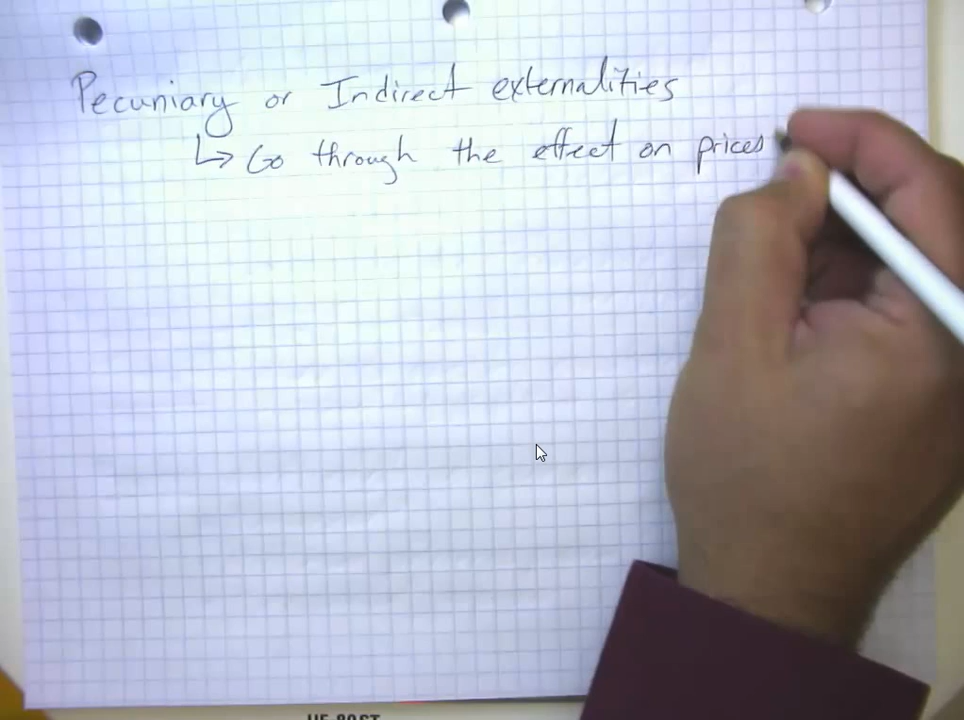 Pecuniary or Indirect externalities
↳ Go through the effect on prices